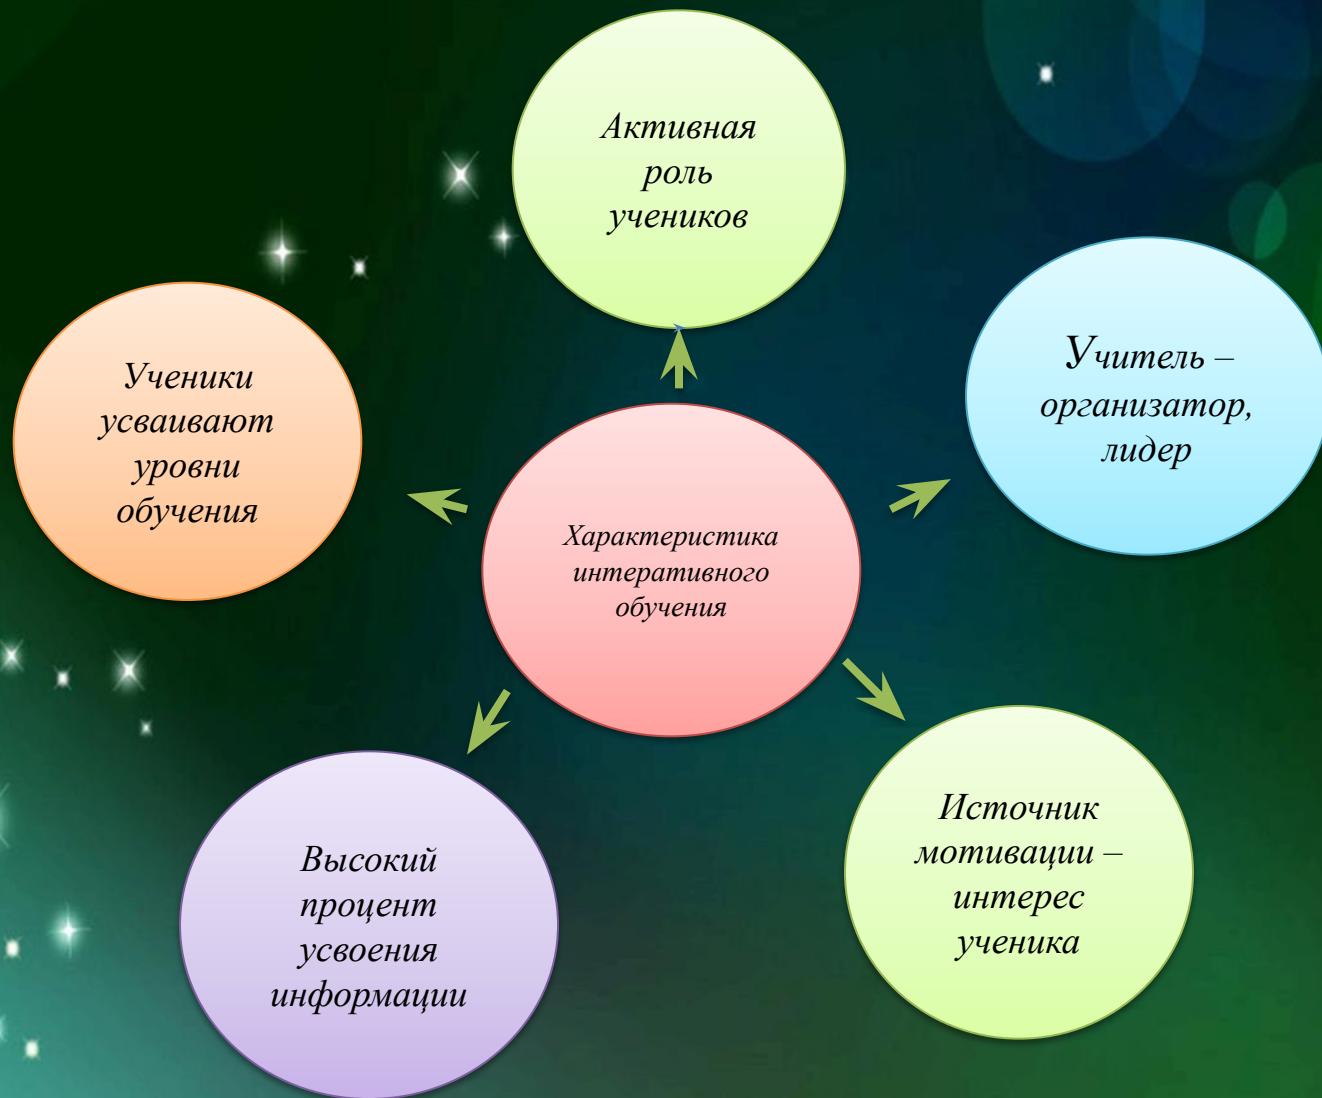 Активная
роль
учеников
Учитель –
организатор,
лидер
Ученики
усваивают
уровни
обучения
Характеристика
интеративного
обучения
Источник
мотивации –
интерес
ученика
Высокий
процент
усвоения
информации